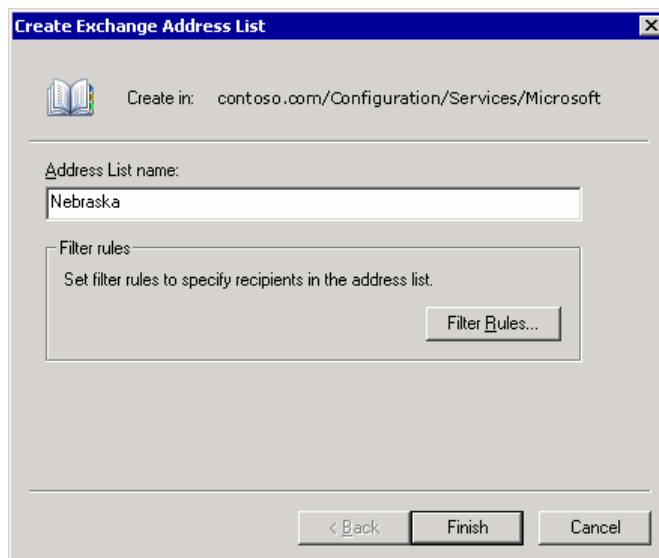 Create Exchange Address List
Create in: contoso.com/Configuration/Services/Microsoft
Address List name:
Nebraska
Filter rules
Set filter rules to specify recipients in the address list.
Filter Rules...
< Back Finish Cancel